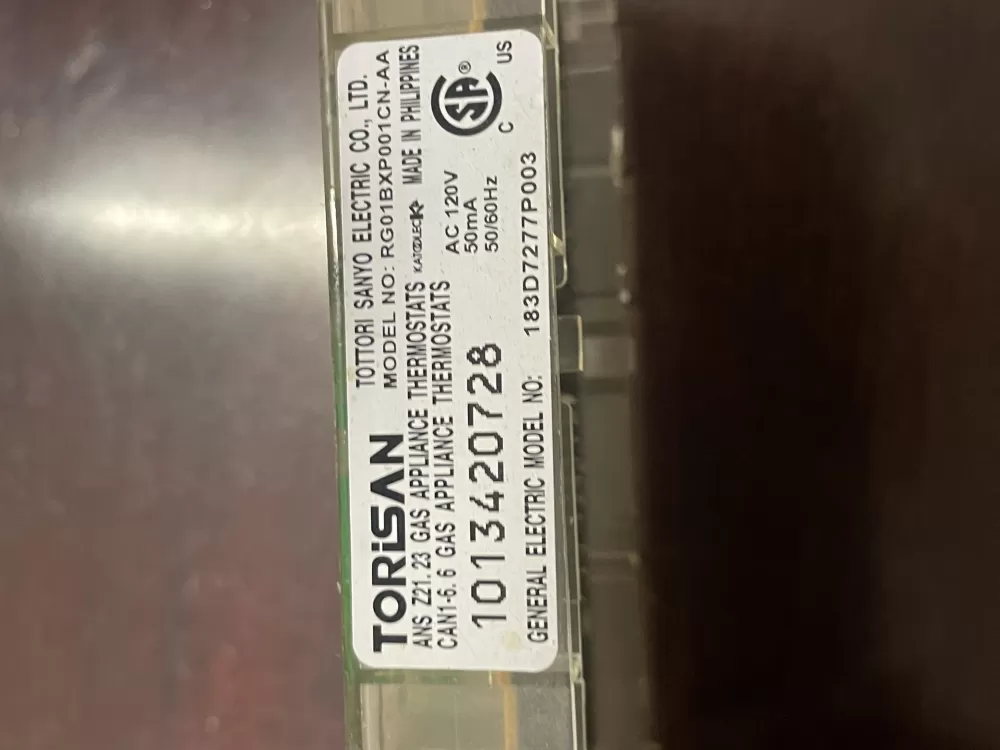 TORiSAN
TOTTORI SANYO ELECTRIC CO., LTD.
MODEL NO: RG01BXP001CN-AA
ANS Z21.23 GAS APPLIANCE THERMOSTATS
MADE IN PHILIPPINES
CAN1-6.6 GAS APPLIANCE THERMOSTATS
AC 120V
50mA
50/60Hz
1013420728
SA®
C US
GENERAL ELECTRIC MODEL NO: 183D7277P003